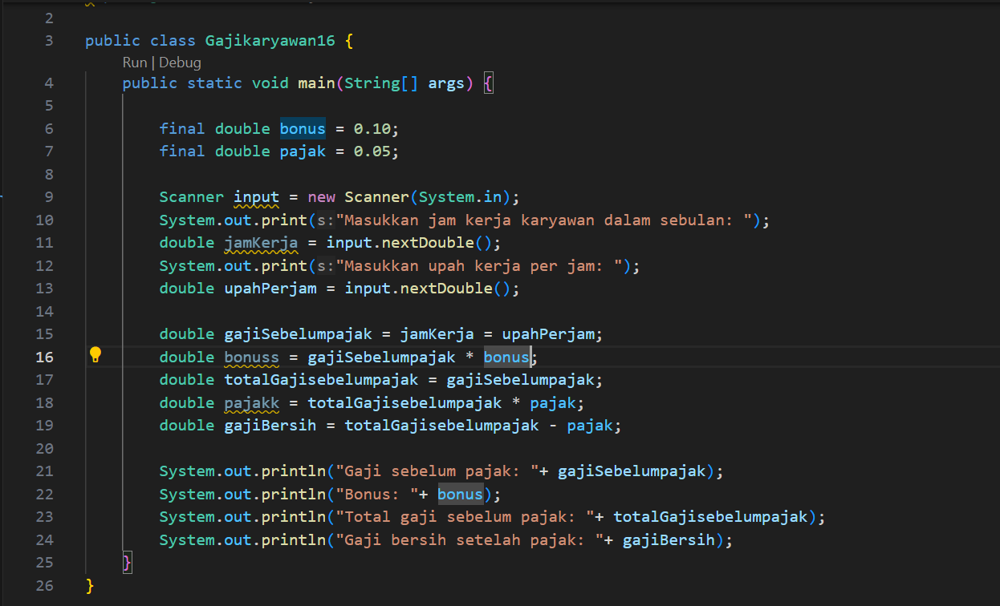 2
3 public class Gajikaryawan16 {
Run | Debug
4 public static void main(String[] args) {
5
6 final double bonus = 0.10;
7 final double pajak = 0.05;
8
9 Scanner input = new Scanner(System.in);
10 System.out.print(s:"Masukkan jam kerja karyawan dalam sebulan: ");
11 double jamKerja = input.nextDouble();
12 System.out.print(s:"Masukkan upah kerja per jam: ");
13 double upahPerjam = input.nextDouble();
14
15 double gajiSebelumpajak = jamKerja = upahPerjam;
16 double bonuss = gajiSebelumpajak * bonus;
17 double totalGajisebelumpajak = gajiSebelumpajak;
18 double pajakk = totalGajisebelumpajak * pajak;
19 double gajiBersih = totalGajisebelumpajak - pajak;
20
21 System.out.println("Gaji sebelum pajak: "+ gajiSebelumpajak);
22 System.out.println("Bonus: "+ bonus);
23 System.out.println("Total gaji sebelum pajak: "+ totalGajisebelumpajak);
24 System.out.println("Gaji bersih setelah pajak: "+ gajiBersih);
25 }
26 }